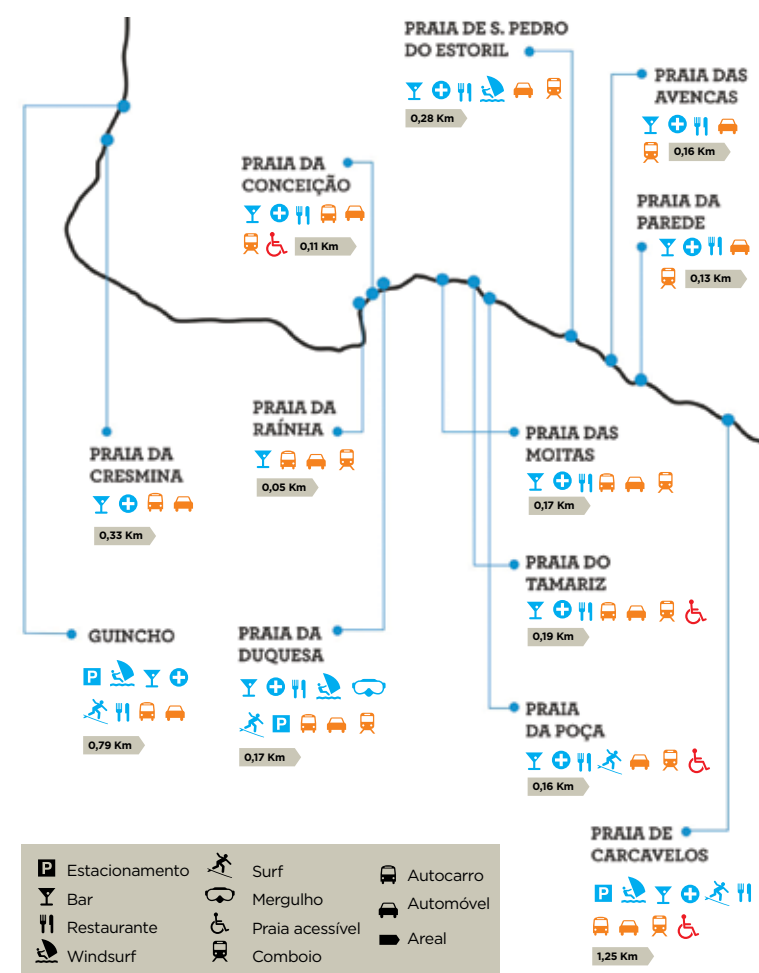 PRAIA DE S. PEDRO
DO ESTORIL
0,28 Km
PRAIA DAS
AVENCAS
0,16 Km
PRAIA DA
CONCEIÇÃO
0,11 Km
PRAIA DA
PAREDE
0,13 Km
PRAIA DA
RAÍNHA
0,05 Km
PRAIA DAS
MOITAS
0,17 Km
PRAIA DA
CRESMINA
0,33 Km
PRAIA DO
TAMARIZ
0,19 Km
GUINCHO
0,79 Km
PRAIA DA
DUQUESA
0,17 Km
PRAIA
DA POÇA
0,16 Km
PRAIA DE
CARCAVELOS
1,25 Km
P Estacionamento
Bar
Restaurante
Windsurf
Surf
Mergulho
Praia acessível
Comboio
Autocarro
Automóvel
Areal